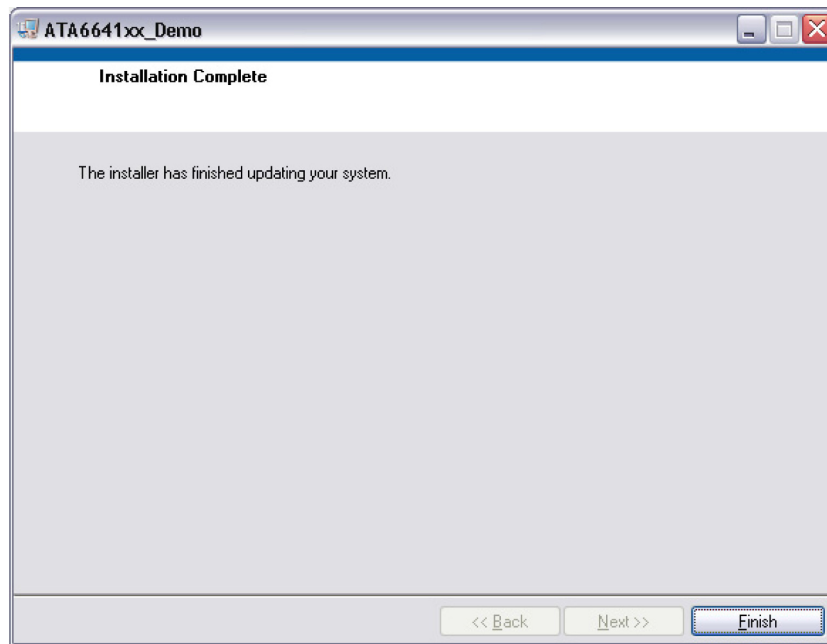 ATA6641xx_Demo
Installation Complete
The installer has finished updating your system.
<< Back
Next >>
Finish